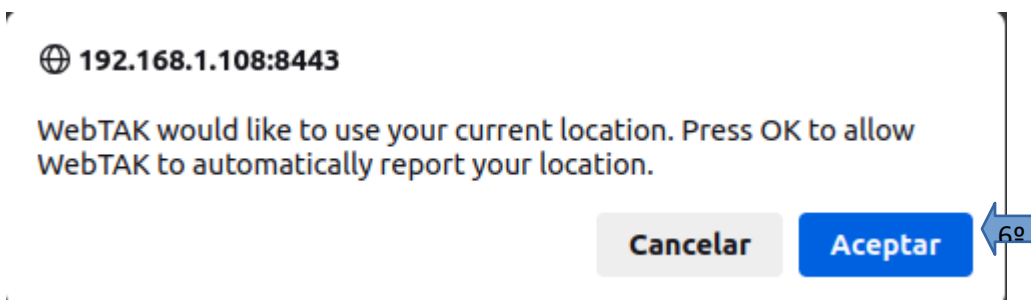 192.168.1.108:8443
WebTAK would like to use your current location. Press OK to allow
WebTAK to automatically report your location.
Cancelar
Aceptar
6º